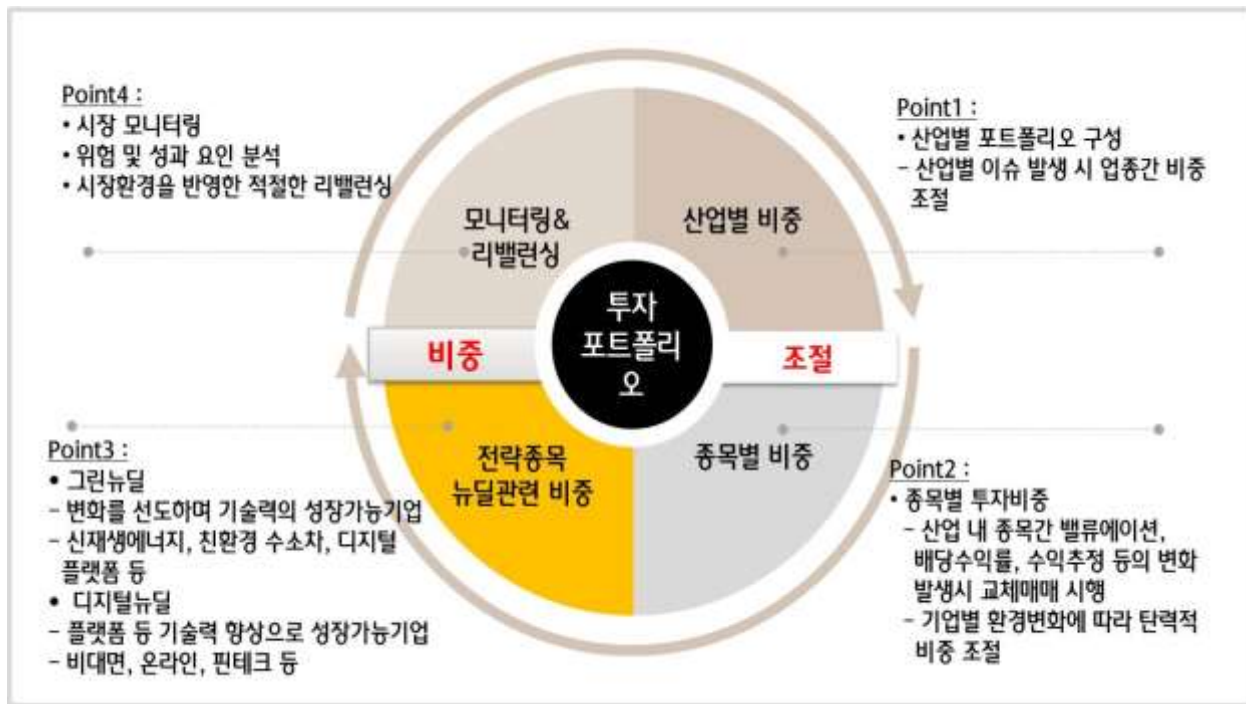 Point4 :
• 시장 모니터링
• 위험 및 성과 요인 분석
• 시장환경을 반영한 적절한 리밸런싱
Point1 :
• 산업별 포트폴리오 구성
– 산업별 이슈 발생 시 업종간 비중
조절
모니터링&
리밸런싱
산업별 비중
투자
포트폴리
오
비중
조절
전략종목
뉴딜관련 비중
종목별 비중
Point3 :
• 그린뉴딜
– 변화를 선도하며 기술력의 성장가능기업
– 신재생에너지, 친환경 수소차, 디지털
플랫폼 등
• 디지털뉴딜
– 플랫폼 등 기술력 향상으로 성장가능기업
– 비대면, 온라인, 핀테크 등
Point2 :
• 종목별 투자비중
– 산업 내 종목간 밸류에이션,
배당수익률, 수익추정 등의 변화
발생시 교체매매 시행
– 기업별 환경변화에 따라 탄력적
비중 조절